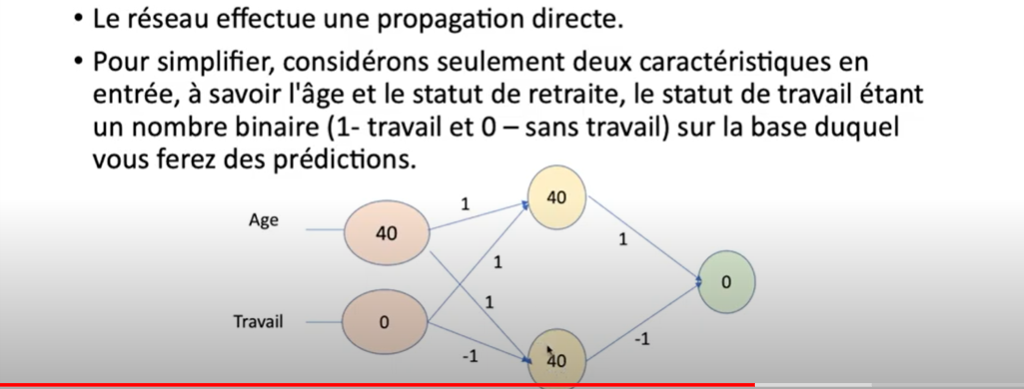 • Le réseau effectue une propagation directe.
• Pour simplifier, considérons seulement deux caractéristiques en
entrée, à savoir l'âge et le statut de retraite, le statut de travail étant
un nombre binaire (1- travail et 0 – sans travail) sur la base duquel
vous ferez des prédictions.
40
1
Age
40
1
1
0
1
Travail
0
-1
-1
40